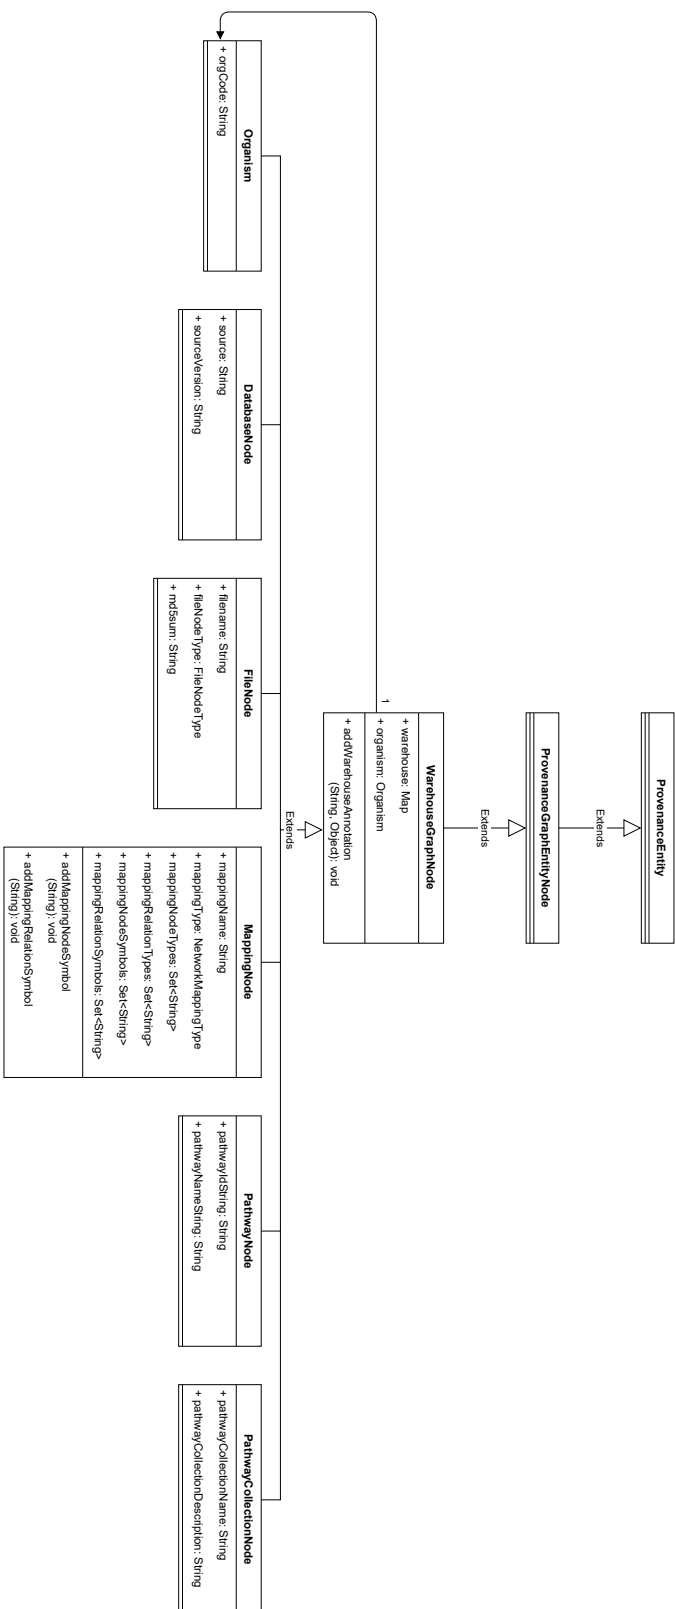 ProvenanceEntity
Extends
ProvenanceGraphEntityNode
Extends
WarehouseGraphNode
+ warehouse: Map
+ organism: Organism
+ addWarehouseAnnotation
(String, Object): void
1
Extends
Organism
+ orgCode: String
DatabaseNode
+ source: String
+ sourceVersion: String
FileNode
+ filename: String
+ fileNodeType: FileNodeType
+ md5sum: String
MappingNode
+ mappingName: String
+ mappingType: NetworkMappingType
+ mappingNodeTypes: Set<String>
+ mappingRelationTypes: Set<String>
+ mappingNodeSymbols: Set<String>
+ mappingRelationSymbols: Set<String>
+ addMappingNodeSymbol
(String): void
+ addMappingRelationSymbol
(String): void
PathwayNode
+ pathwayIdString: String
+ pathwayNameString: String
PathwayCollectionNode
+ pathwayCollectionName: String
+ pathwayCollectionDescription: String